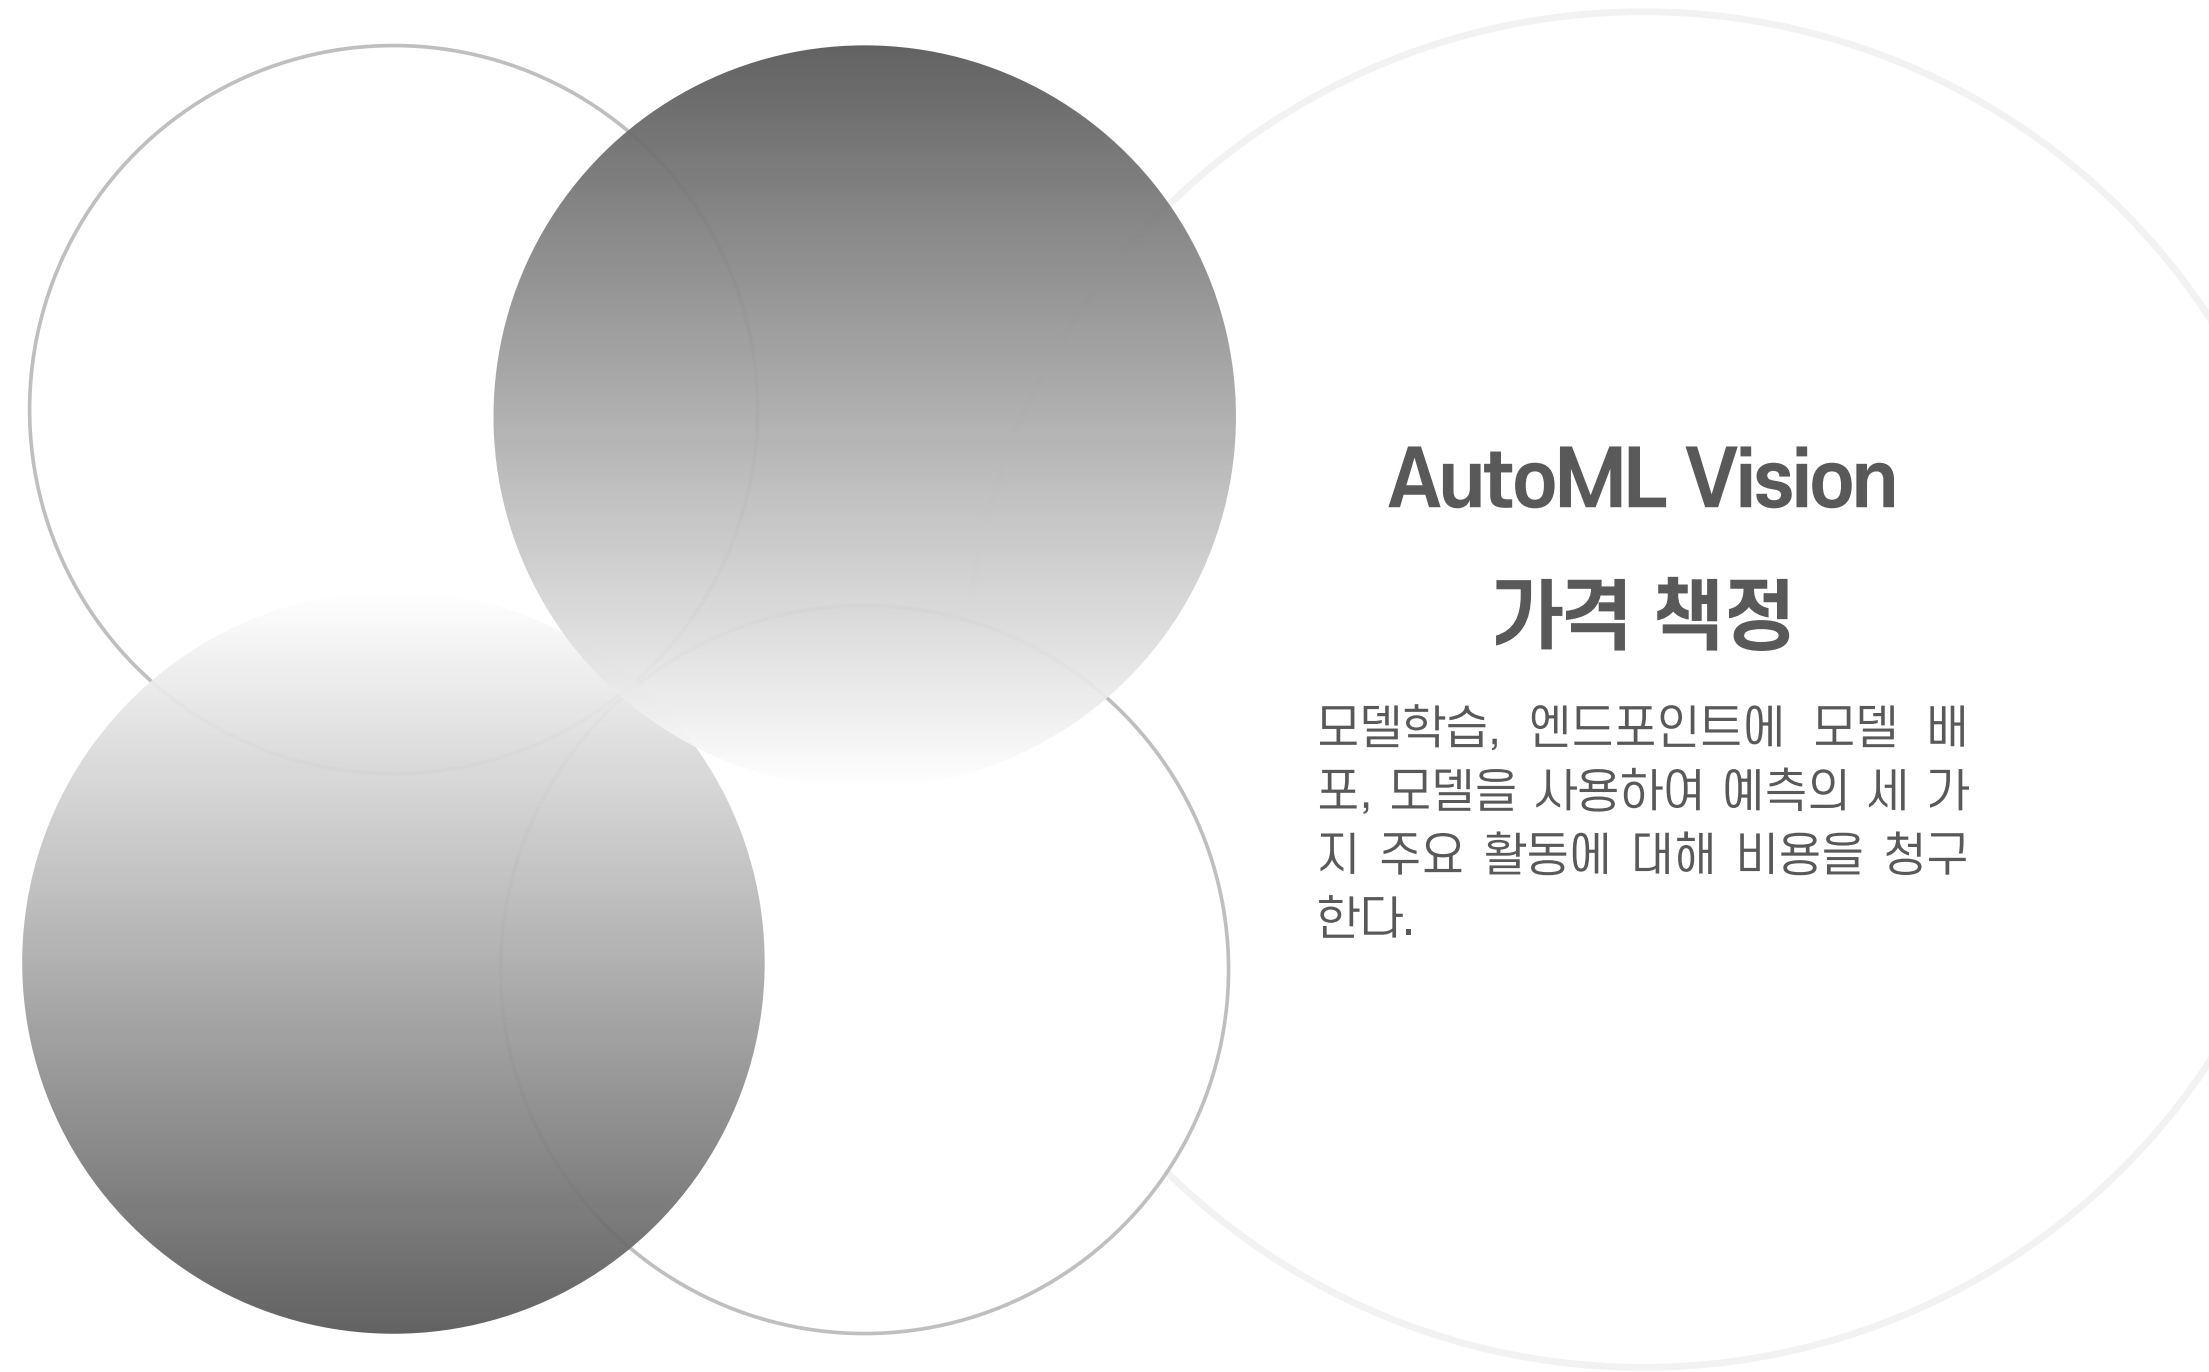 AutoML Vision
가격 책정
모델학습, 엔드포인트에 모델 배
포, 모델을 사용하여 예측의 세 가
지 주요 활동에 대해 비용을 청구
한다.